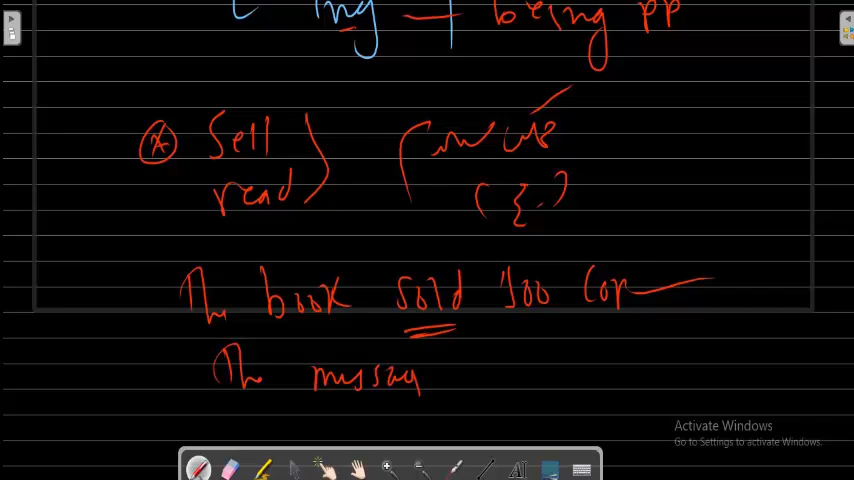 ing — being pp
Sell
read
The book sold 500 Cop
The messag
Activate Windows
Go to Settings to activate Windows.
AI